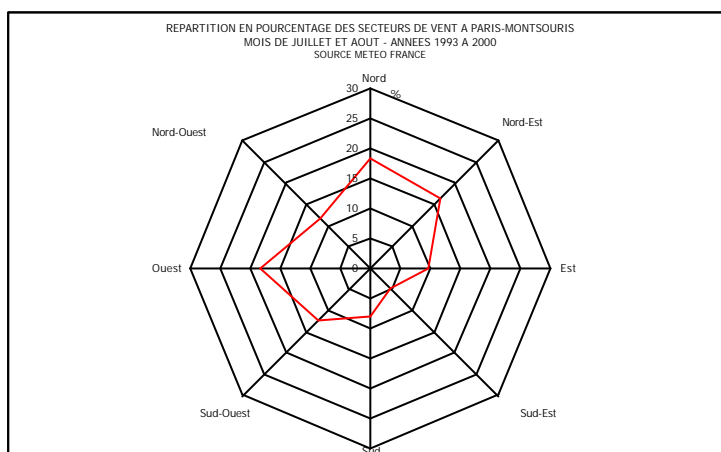 REPARTITION EN POURCENTAGE DES SECTEURS DE VENT A PARIS-MONTSOURIS
MOIS DE JUILLET ET AOUT - ANNEES 1993 A 2000
SOURCE METEO FRANCE
Nord
30
%
25
Nord-Est
Nord-Ouest
20
15
10
5
Ouest
0
Est
Sud-Ouest
Sud-Est
Sud